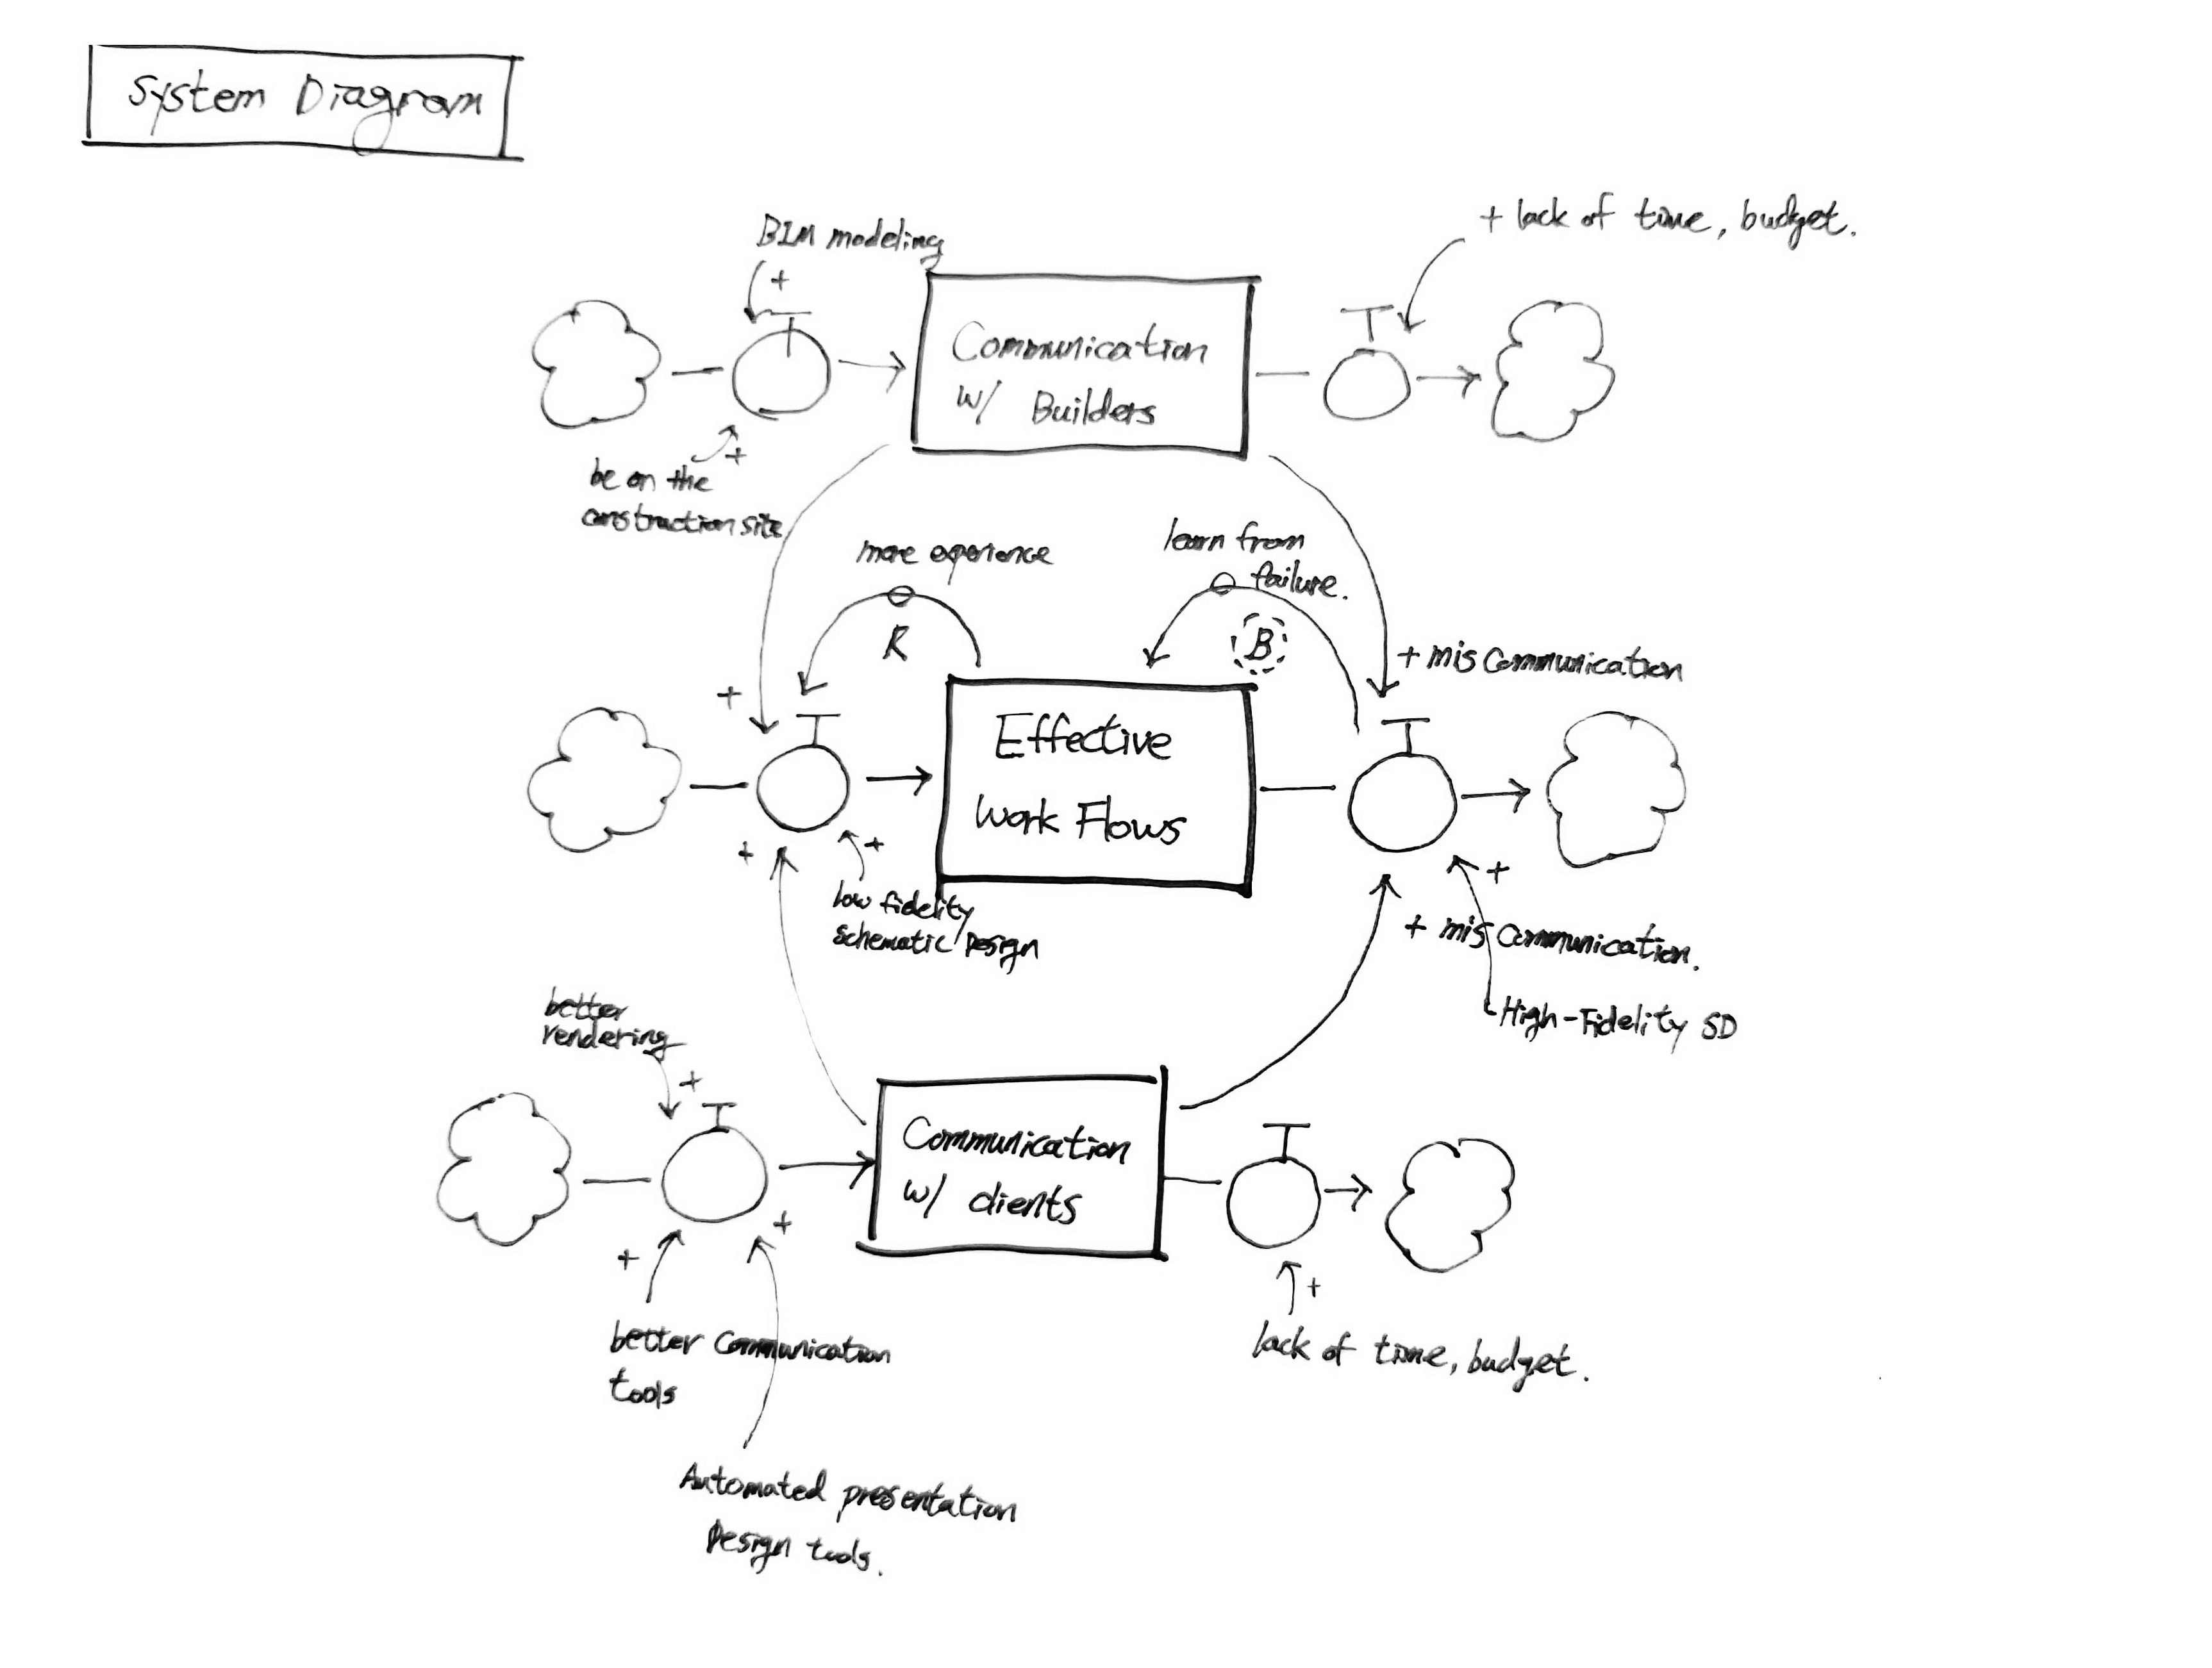 System Diagram
+ lack of time, budget.
BIM modeling
+
Communication
w/ Builders
+
be on the
construction site
more experience
learn from
failure.
R
B
+ mis Communication
+
Effective
Work Flows
+
+
low fidelity
schematic Design
+
+ mis Communication.
High-Fidelity SD
better
rendering
+
Communication
w/ clients
+
+
+
better Communication
tools
lack of time, budget.
Automated presentation
Design tools.